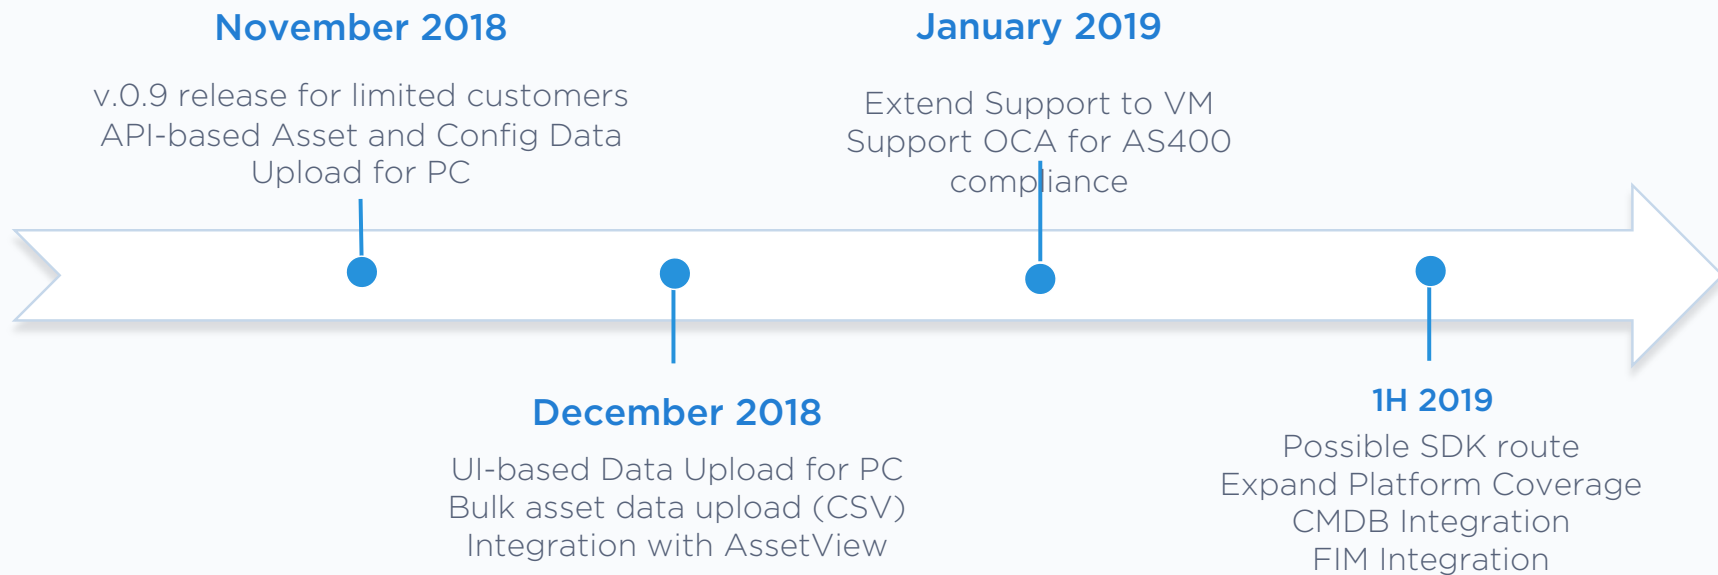 November 2018
v.0.9 release for limited customers
API-based Asset and Config Data
Upload for PC
January 2019
Extend Support to VM
Support OCA for AS400
compliance
December 2018
UI-based Data Upload for PC
Bulk asset data upload (CSV)
Integration with AssetView
1H 2019
Possible SDK route
Expand Platform Coverage
CMDB Integration
FIM Integration